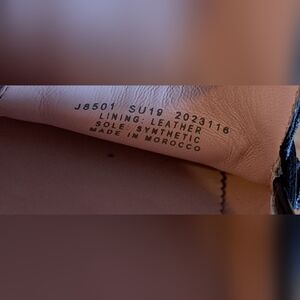 J8501 SU19 2023116
LINING: LEATHER
SOLE: SYNTHETIC
MADE IN MOROCCO